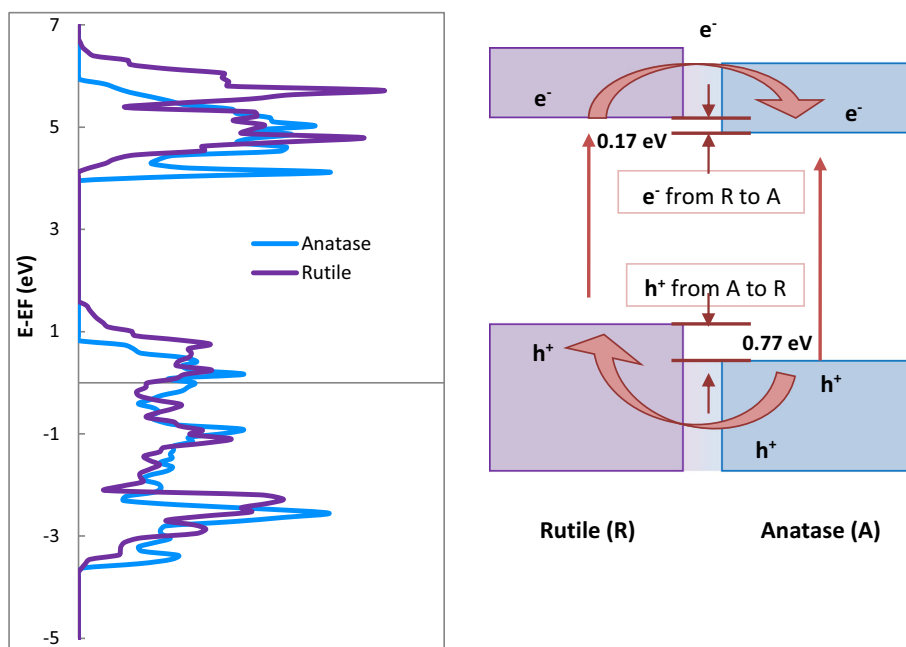 7
5
3
1
-1
-3
-5
E-EF (eV)
Anatase
Rutile
e⁻
e⁻
e⁻
0.17 eV
e⁻ from R to A
h⁺ from A to R
0.77 eV
h⁺
h⁺
h⁺
Rutile (R)
Anatase (A)